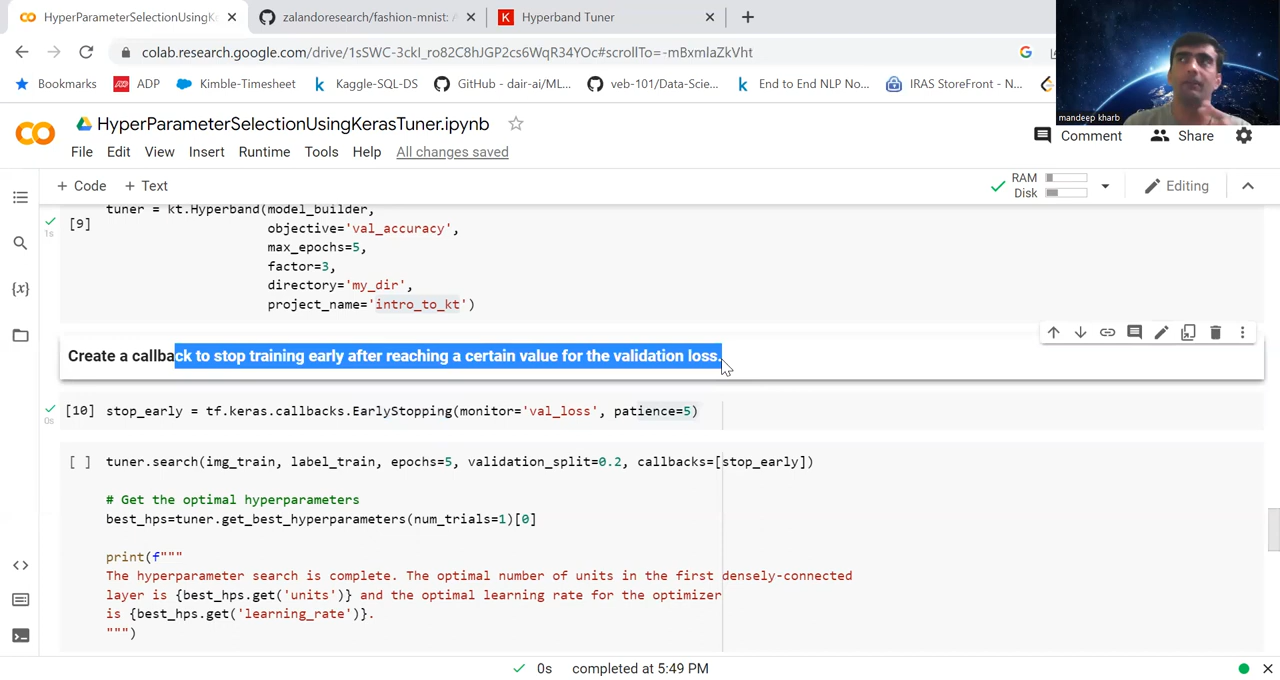 HyperParameterSelectionUsingKe
zalandoresearch/fashion-mnist: A
Hyperband Tuner
colab.research.google.com/drive/1sSWC-3ckI_ro82C8hJGP2cs6WqR34YOc#scrollTo=-mBxmlaZkVht
Bookmarks
ADP
Kimble-Timesheet
Kaggle-SQL-DS
GitHub - dair-ai/ML...
veb-101/Data-Scie...
End to End NLP No...
IRAS StoreFront - N...
mandeep kharb
HyperParameterSelectionUsingKerasTuner.ipynb
Comment
Share
File Edit View Insert Runtime Tools Help All changes saved
+ Code + Text
RAM
Disk
Editing
[9]
1s
tuner = kt.Hyperband(model_builder,
objective='val_accuracy',
max_epochs=5,
factor=3,
directory='my_dir',
project_name='intro_to_kt')
Create a callback to stop training early after reaching a certain value for the validation loss.
[10] stop_early = tf.keras.callbacks.EarlyStopping(monitor='val_loss', patience=5)
0s
[ ] tuner.search(img_train, label_train, epochs=5, validation_split=0.2, callbacks=[stop_early])
# Get the optimal hyperparameters
best_hps=tuner.get_best_hyperparameters(num_trials=1)[0]
print(f"""
The hyperparameter search is complete. The optimal number of units in the first densely-connected
layer is {best_hps.get('units')} and the optimal learning rate for the optimizer
is {best_hps.get('learning_rate')}.
""")
0s completed at 5:49 PM